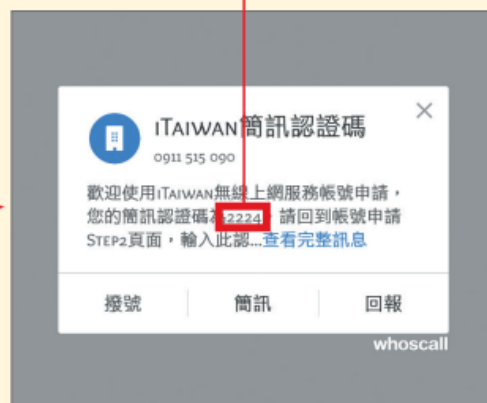 iTAIWAN簡訊認證碼
0911 515 090
歡迎使用iTAIWAN無線上網服務帳號申請，
您的簡訊認證碼為2224，請回到帳號申請
STEP2頁面，輸入此認...查看完整訊息
撥號 簡訊 回報
whoscall